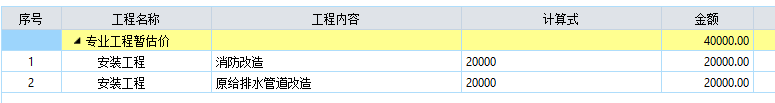 序号 工程名称 工程内容 计算式 金额
专业工程暂估价 40000.00
1 安装工程 消防改造 20000 20000.00
2 安装工程 原给排水管道改造 20000 20000.00